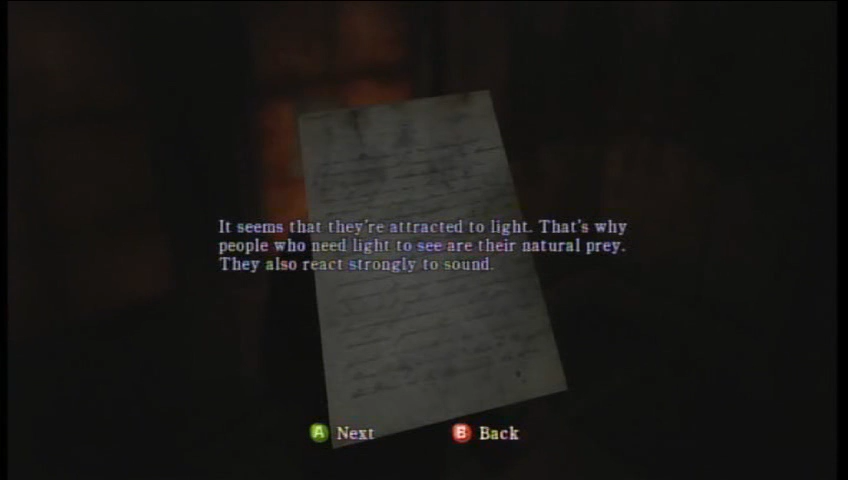 It seems that they're attracted to light. That's why
people who need light to see are their natural prey.
They also react strongly to sound.
A Next B Back